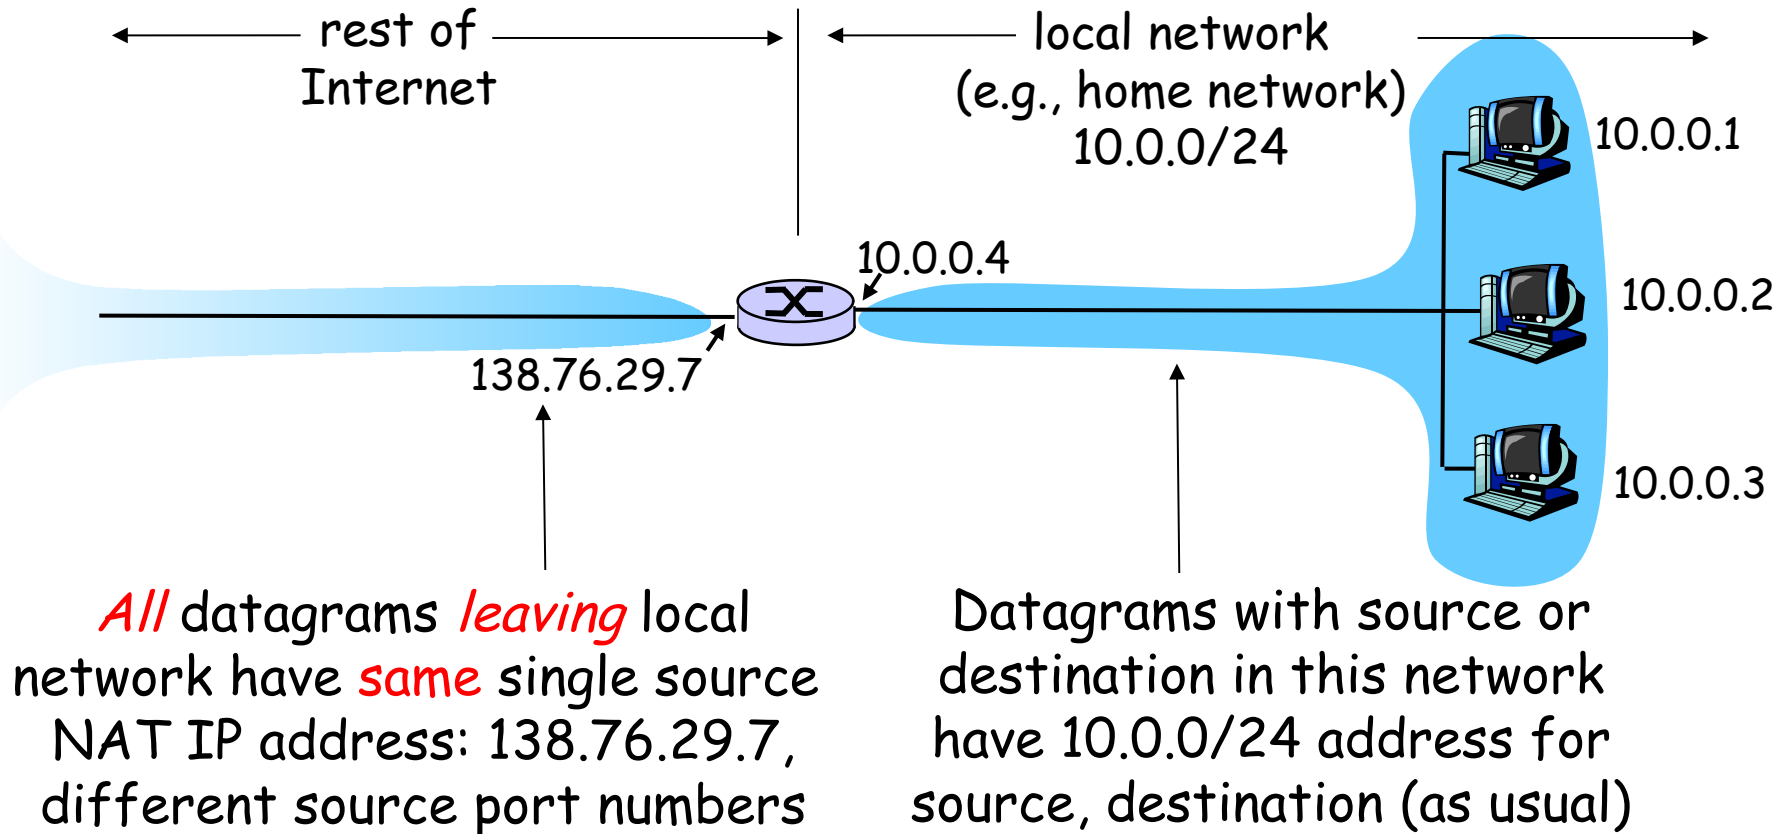 rest of
Internet
local network
(e.g., home network)
10.0.0/24
10.0.0.1
10.0.0.4
10.0.0.2
138.76.29.7
10.0.0.3
All datagrams leaving local
network have same single source
NAT IP address: 138.76.29.7,
different source port numbers
Datagrams with source or
destination in this network
have 10.0.0/24 address for
source, destination (as usual)